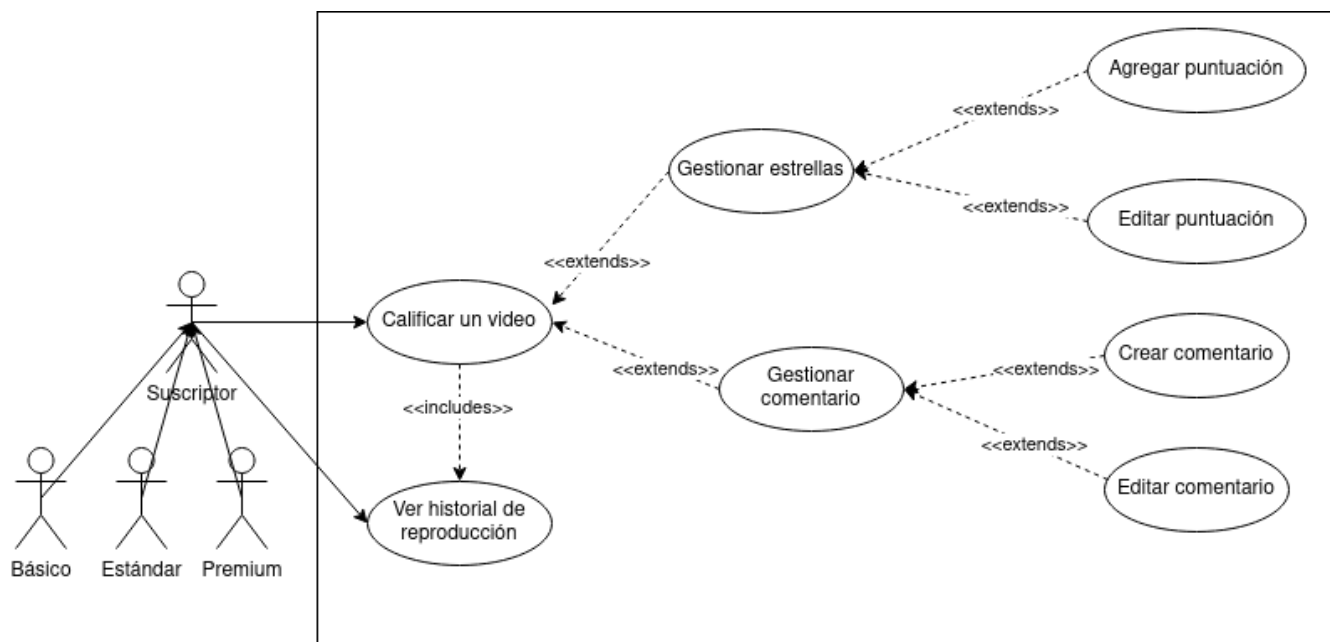 Agregar puntuación
<<extends>>
Gestionar estrellas
<<extends>>
Editar puntuación
<<extends>>
Calificar un video
Crear comentario
<<extends>>
<<extends>>
Gestionar
comentario
Suscriptor
<<includes>>
<<extends>>
Editar comentario
Ver historial de
reproducción
Básico
Estándar
Premium